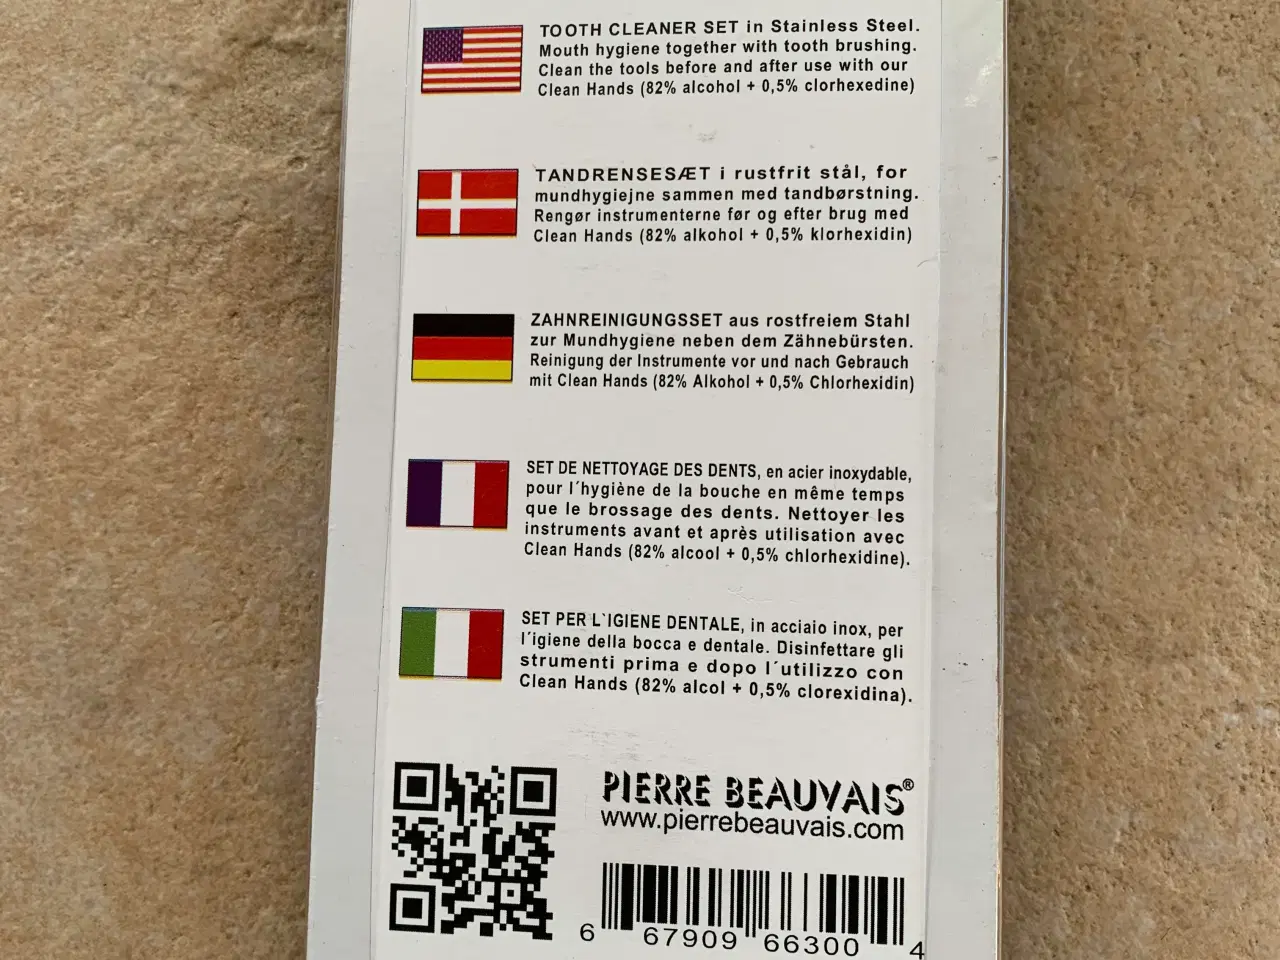 TOOTH CLEANER SET in Stainless Steel.
Mouth hygiene together with tooth brushing.
Clean the tools before and after use with our
Clean Hands (82% alcohol + 0,5% clorhexedine)
TANDRENSESÆT i rustfrit stål, for
mundhygiejne sammen med tandbørstning.
Rengør instrumenterne før og efter brug med
Clean Hands (82% alkohol + 0,5% klorhexidin)
ZAHNREINIGUNGSSET aus rostfreiem Stahl
zur Mundhygiene neben dem Zähnebürsten.
Reinigung der Instrumente vor und nach Gebrauch
mit Clean Hands (82% Alkohol + 0,5% Chlorhexidin)
SET DE NETTOYAGE DES DENTS, en acier inoxydable,
pour l´hygiène de la bouche en même temps
que le brossage des dents. Nettoyer les
instruments avant et après utilisation avec
Clean Hands (82% alcool + 0,5% chlorhexidine).
SET PER L`IGIENE DENTALE, in acciaio inox, per
l´igiene della bocca e dentale. Disinfettare gli
strumenti prima e dopo l´utilizzo con
Clean Hands (82% alcol + 0,5% clorexidina).
PIERRE BEAUVAIS®
www.pierrebeauvais.com
6 67909 66300 4